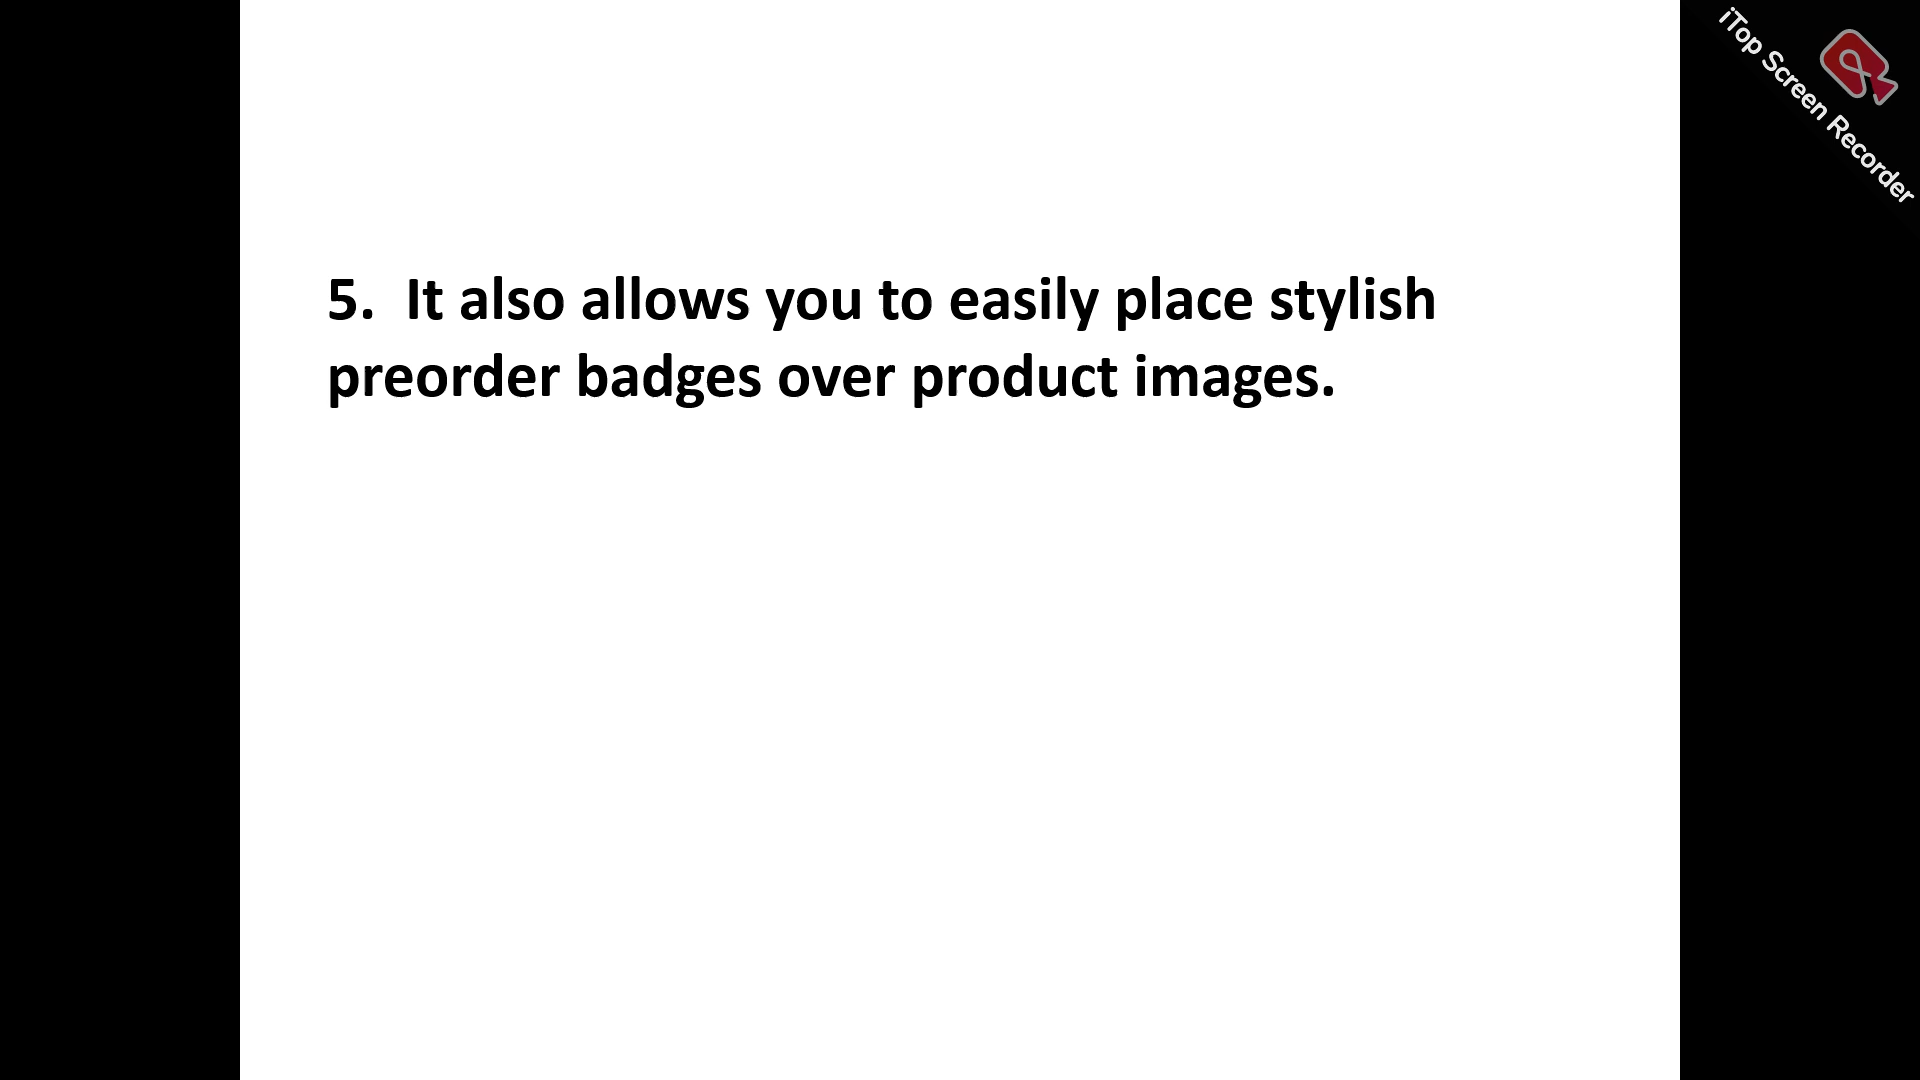 iTop Screen Recorder
5.  It also allows you to easily place stylish
preorder badges over product images.